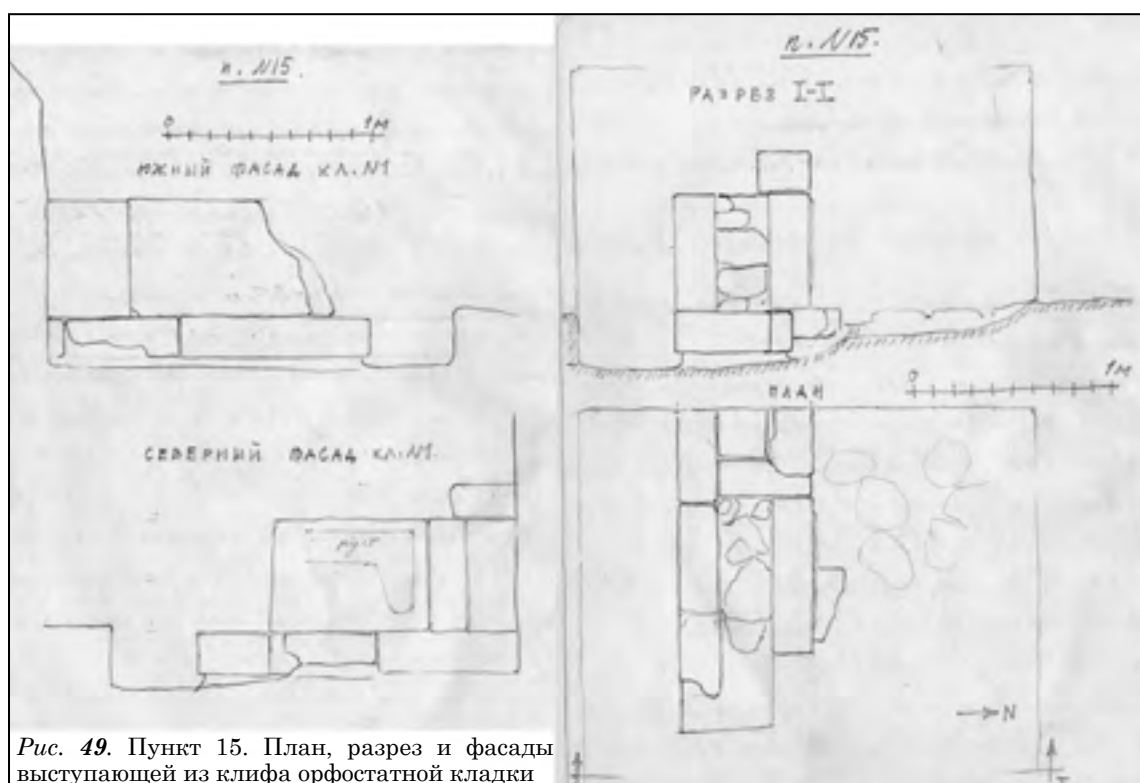 п. №15.
0 1м
ЮЖНЫЙ ФАСАД КЛ. №1
СЕВЕРНЫЙ ФАСАД КЛ. №1.
руст
Рис. 49. Пункт 15. План, разрез и фасады
выступающей из клифа орфостатной кладки
п. №15.
РАЗРЕЗ I-I
ПЛАН
0 1м
N
I